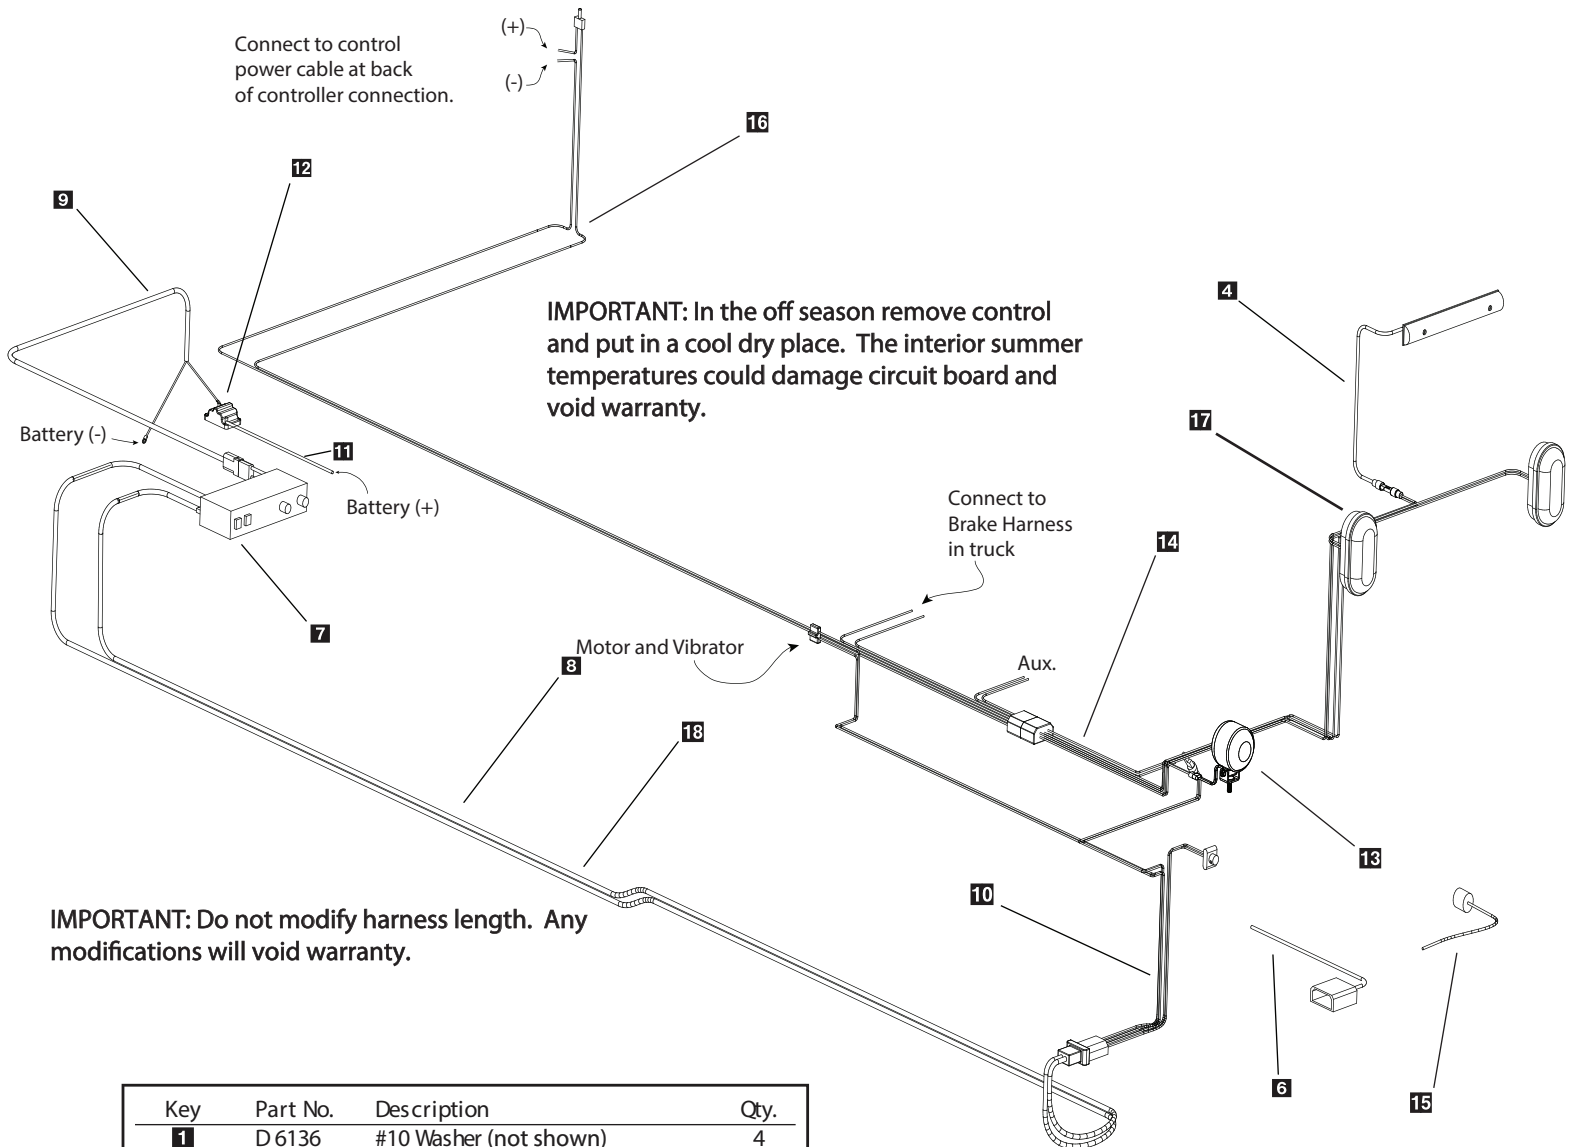 Connect to control
power cable at back
of controller connection.
(+)
(-)
16
12
9
IMPORTANT: In the off season remove control
and put in a cool dry place.  The interior summer
temperatures could damage circuit board and
void warranty.
4
17
Battery (-)
11
Battery (+)
Connect to
Brake Harness
in truck
14
7
Motor and Vibrator
8
Aux.
18
13
10
IMPORTANT: Do not modify harness length.  Any
modifications will void warranty.
6
15
Key Part No. Description Qty.
1 D 6136 #10 Washer (not shown) 4